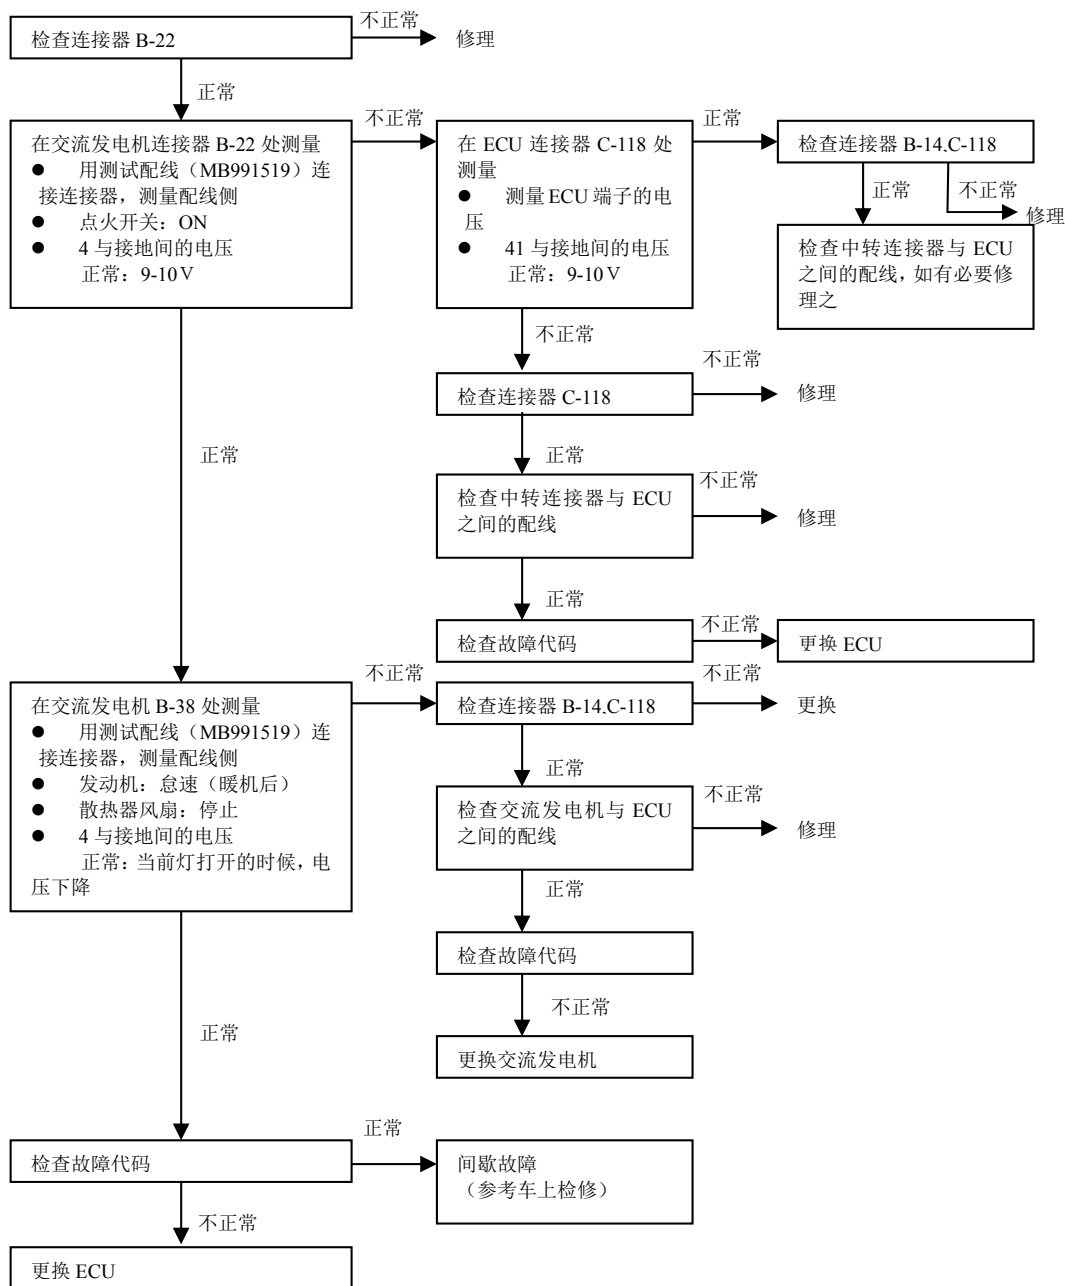 不正常
检查连接器 B-22
修理
正常
在交流发电机连接器 B-22 处测量
● 用测试配线（MB991519）连
接连接器，测量配线侧
● 点火开关：ON
● 4 与接地间的电压
正常：9-10V
不正常
在 ECU 连接器 C-118 处
测量
● 测量 ECU 端子的电
压
● 41 与接地间的电压
正常：9-10V
正常
检查连接器 B-14,C-118
正常
不正常
修理
检查中转连接器与 ECU
之间的配线，如有必要修
理之
不正常
不正常
检查连接器 C-118
修理
正常
正常
不正常
检查中转连接器与 ECU
之间的配线
修理
正常
检查故障代码
不正常
更换 ECU
在交流发电机 B-38 处测量
● 用测试配线（MB991519）连
接连接器，测量配线侧
● 发动机：怠速（暖机后）
● 散热器风扇：停止
● 4 与接地间的电压
正常：当前灯打开的时候，电
压下降
不正常
检查连接器 B-14,C-118
不正常
更换
正常
检查交流发电机与 ECU
之间的配线
不正常
修理
正常
检查故障代码
不正常
更换交流发电机
正常
检查故障代码
正常
间歇故障
（参考车上检修）
不正常
更换 ECU